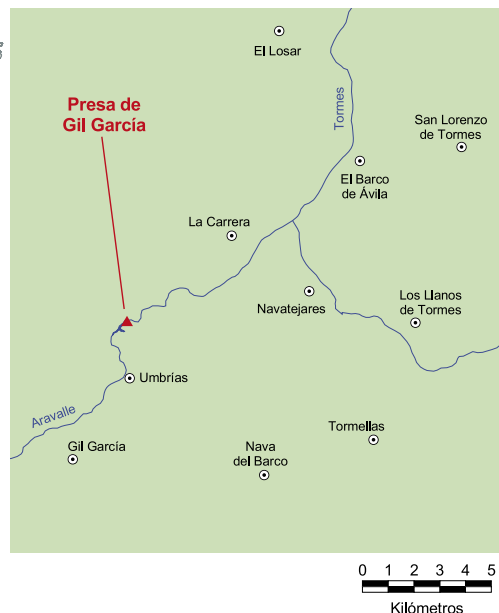 El Losar
Presa de
Gil García
Tormes
San Lorenzo
de Tormes
El Barco
de Ávila
La Carrera
Navatejares
Los Llanos
de Tormes
Umbrías
Aravalle
Gil García
Tormellas
Nava
del Barco
0 1 2 3 4 5
Kilómetros